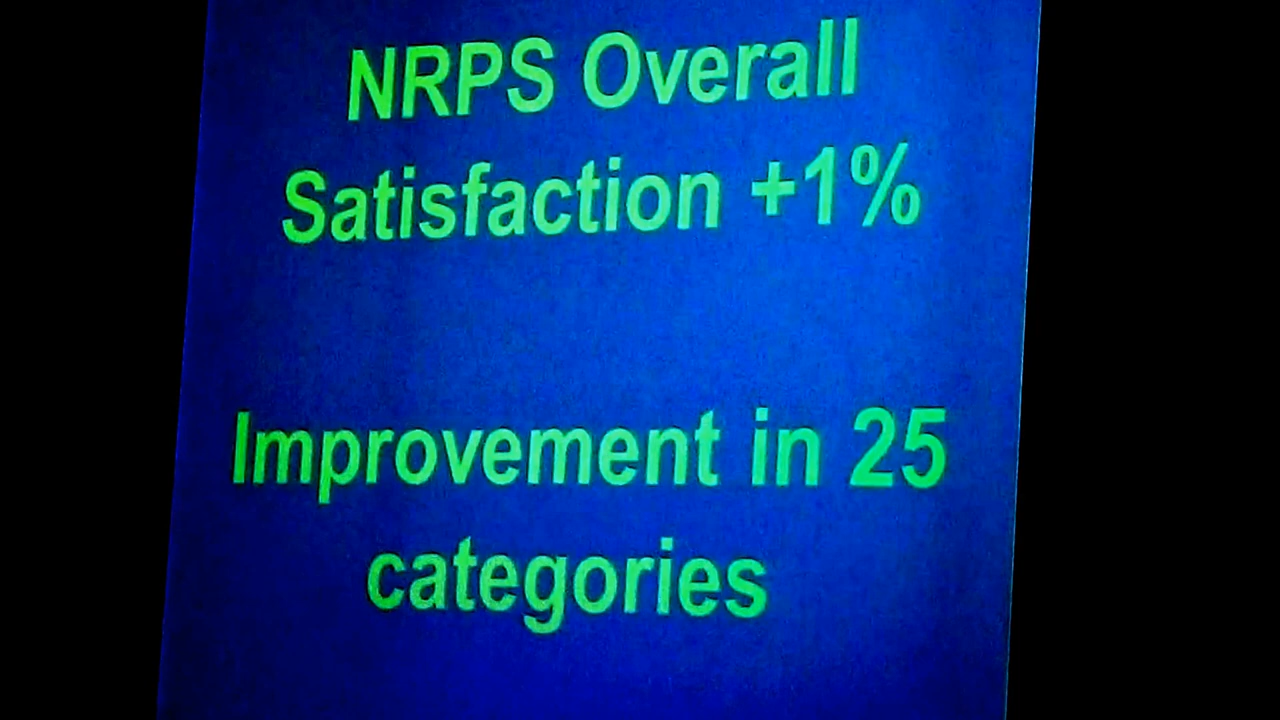 NRPS Overall
Satisfaction +1%
Improvement in 25
categories